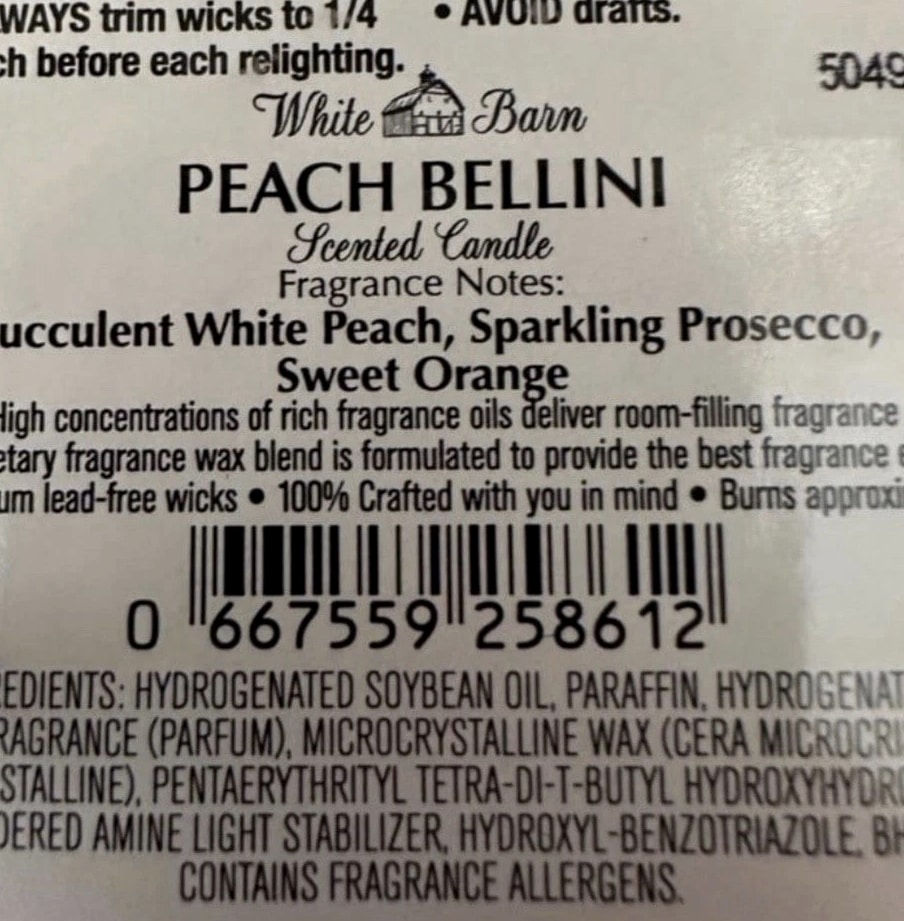 WAYS trim wicks to 1/4 • AVOID drafts.
ch before each relighting.
5049
White Barn
PEACH BELLINI
Scented Candle
Fragrance Notes:
ucculent White Peach, Sparkling Prosecco,
Sweet Orange
High concentrations of rich fragrance oils deliver room-filling fragrance
etary fragrance wax blend is formulated to provide the best fragrance e
um lead-free wicks • 100% Crafted with you in mind • Burns approxi
0 667559 258612
EDIENTS: HYDROGENATED SOYBEAN OIL, PARAFFIN, HYDROGENAT
RAGRANCE (PARFUM), MICROCRYSTALLINE WAX (CERA MICROCRI
STALLINE), PENTAERYTHRITYL TETRA-DI-T-BUTYL HYDROXYHYDRO
DERED AMINE LIGHT STABILIZER, HYDROXYL-BENZOTRIAZOLE, BH
CONTAINS FRAGRANCE ALLERGENS.